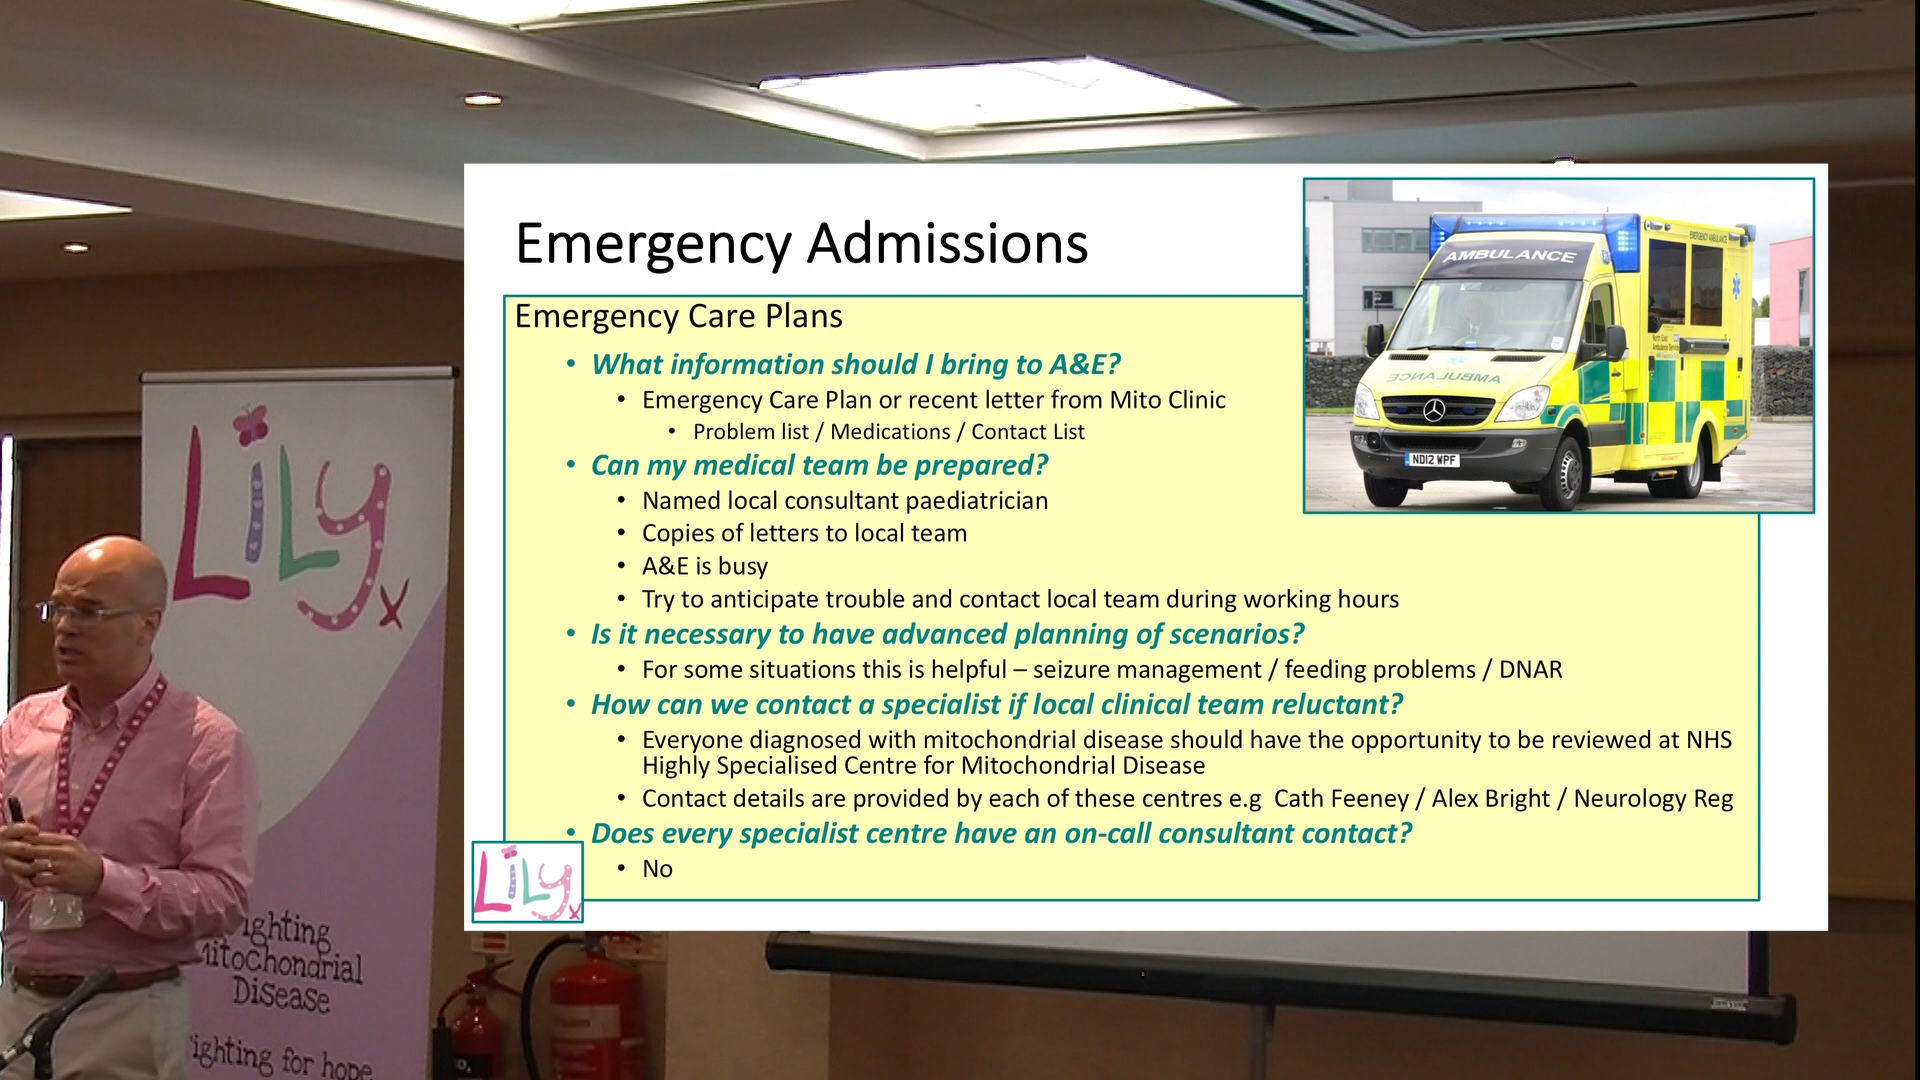 Emergency Admissions
Emergency Care Plans
• What information should I bring to A&E?
• Emergency Care Plan or recent letter from Mito Clinic
• Problem list / Medications / Contact List
• Can my medical team be prepared?
• Named local consultant paediatrician
• Copies of letters to local team
• A&E is busy
• Try to anticipate trouble and contact local team during working hours
• Is it necessary to have advanced planning of scenarios?
• For some situations this is helpful – seizure management / feeding problems / DNAR
• How can we contact a specialist if local clinical team reluctant?
• Everyone diagnosed with mitochondrial disease should have the opportunity to be reviewed at NHS
Highly Specialised Centre for Mitochondrial Disease
• Contact details are provided by each of these centres e.g  Cath Feeney / Alex Bright / Neurology Reg
• Does every specialist centre have an on-call consultant contact?
• No
AMBULANCE
EMERGENCY AMBULANCE
AMBULANCE
ND12 WPF
Lily x
Lily x
ighting
Mitochondrial
Disease
ighting for hope